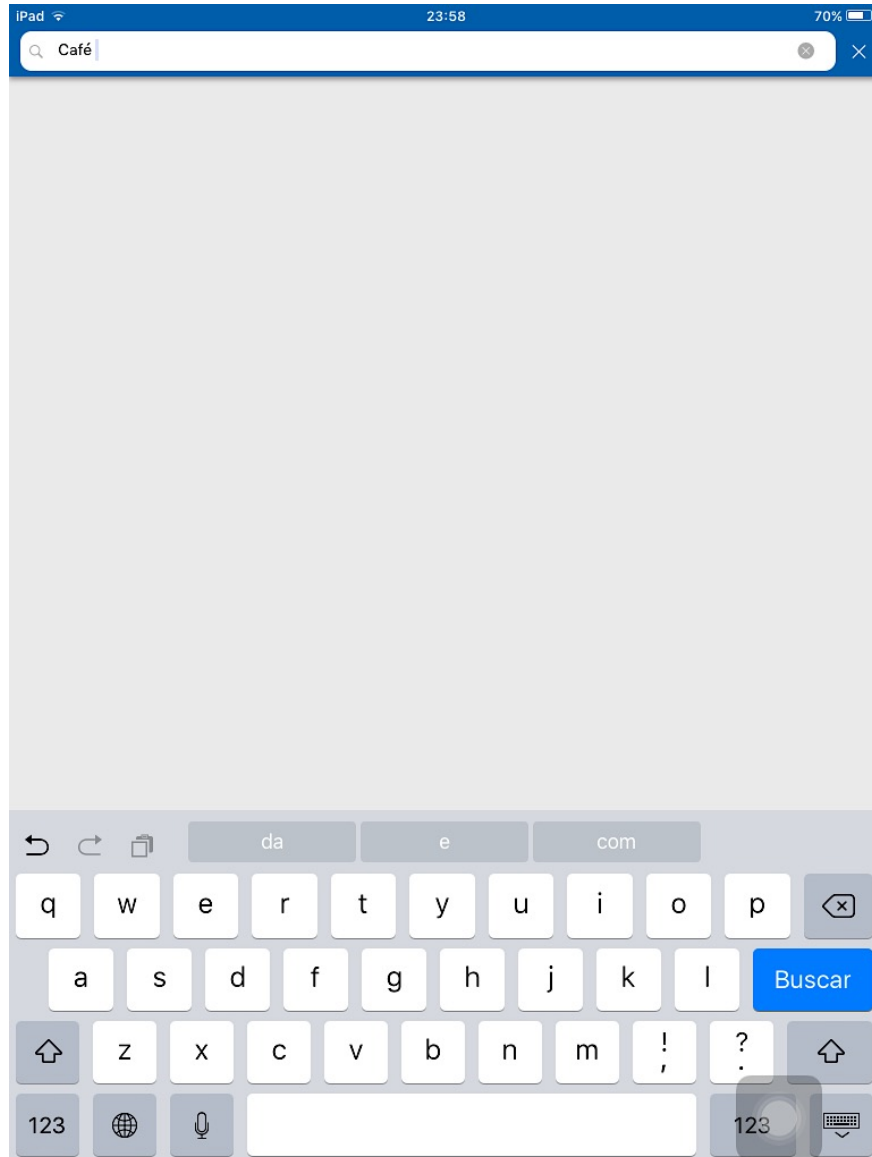 iPad 23:58 70%
Café
da e com
q w e r t y u i o p
a s d f g h j k l Buscar
z x c v b n m ! , ? .
123 123